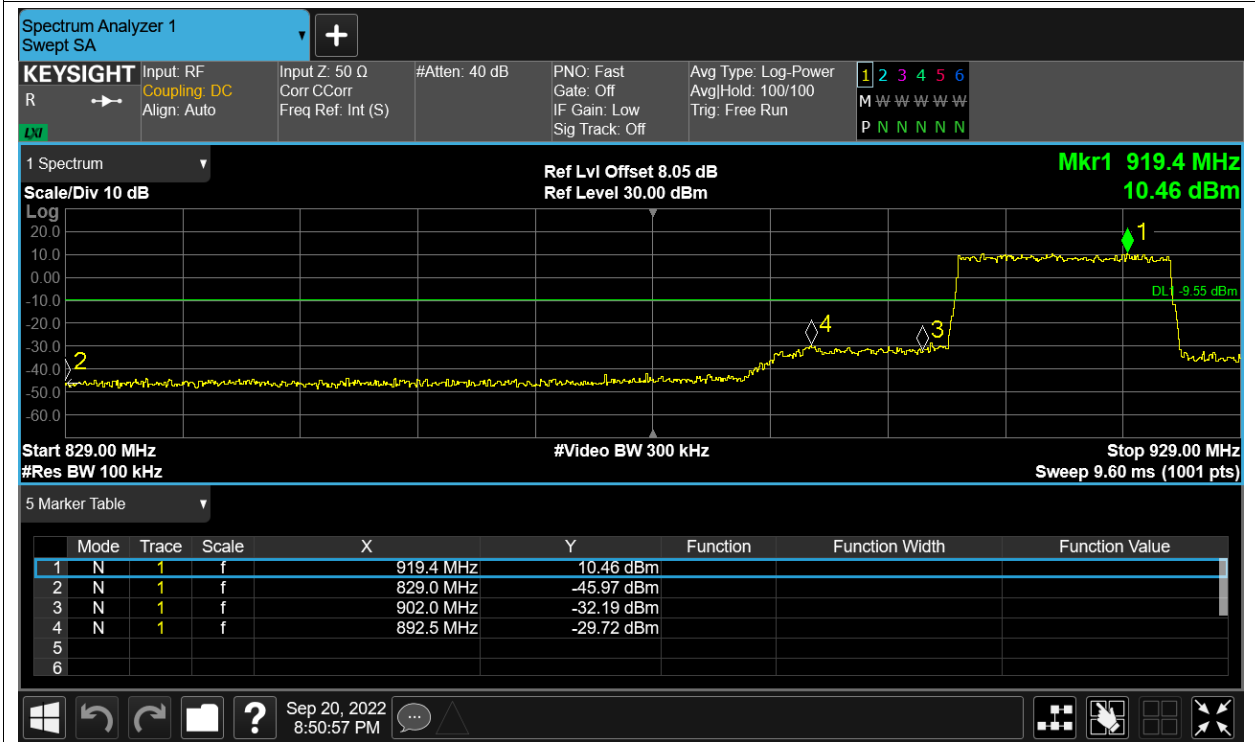 Spectrum Analyzer 1
Swept SA
+
KEYSIGHT Input: RF Input Z: 50 Ω #Atten: 40 dB PNO: Fast Avg Type: Log-Power 1 2 3 4 5 6
R Coupling: DC Corr CCorr Gate: Off Avg|Hold: 100/100 M W W W W W
Align: Auto Freq Ref: Int (S) IF Gain: Low Trig: Free Run
LXI Sig Track: Off P N N N N N
1 Spectrum Ref Lvl Offset 8.05 dB Mkr1 919.4 MHz
Scale/Div 10 dB Ref Level 30.00 dBm 10.46 dBm
Log
20.0 1
10.0
0.00
-10.0 DL1 -9.55 dBm
-20.0 4 3
-30.0 2
-40.0
-50.0
-60.0
Start 829.00 MHz #Video BW 300 kHz Stop 929.00 MHz
#Res BW 100 kHz Sweep 9.60 ms (1001 pts)
5 Marker Table
Mode Trace Scale X Y Function Function Width Function Value
1 N 1 f 919.4 MHz 10.46 dBm
2 N 1 f 829.0 MHz -45.97 dBm
3 N 1 f 902.0 MHz -32.19 dBm
4 N 1 f 892.5 MHz -29.72 dBm
5
6
? Sep 20, 2022
8:50:57 PM